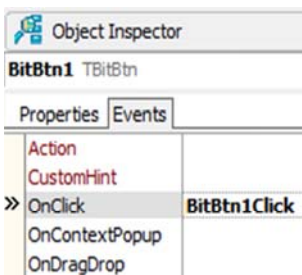 Object Inspector
BitBtn1 TBitBtn
Properties Events
Action
CustomHint
» OnClick BitBtn1Click
OnContextPopup
OnDragDrop